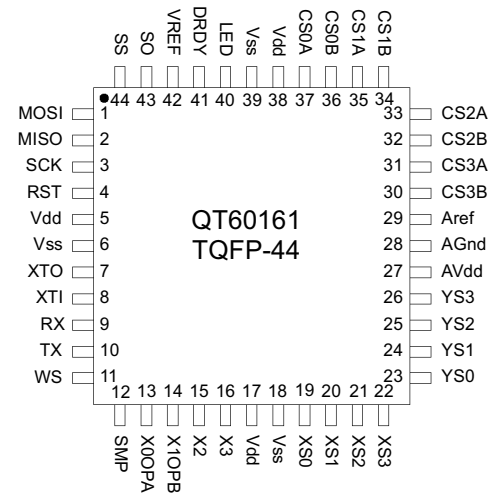 SS SO VREF DRDY LED Vss Vdd CS0A CS0B CS1A CS1B
44 43 42 41 40 39 38 37 36 35 34
MOSI 1 33 CS2A
MISO 2 32 CS2B
SCK 3 31 CS3A
RST 4 30 CS3B
Vdd 5 29 Aref
Vss 6 28 AGnd
XTO 7 27 AVdd
XTI 8 26 YS3
RX 9 25 YS2
TX 10 24 YS1
WS 11 23 YS0
QT60161
TQFP-44
12 13 14 15 16 17 18 19 20 21 22
SMP X0OPA X1OPB X2 X3 Vdd Vss XS0 XS1 XS2 XS3